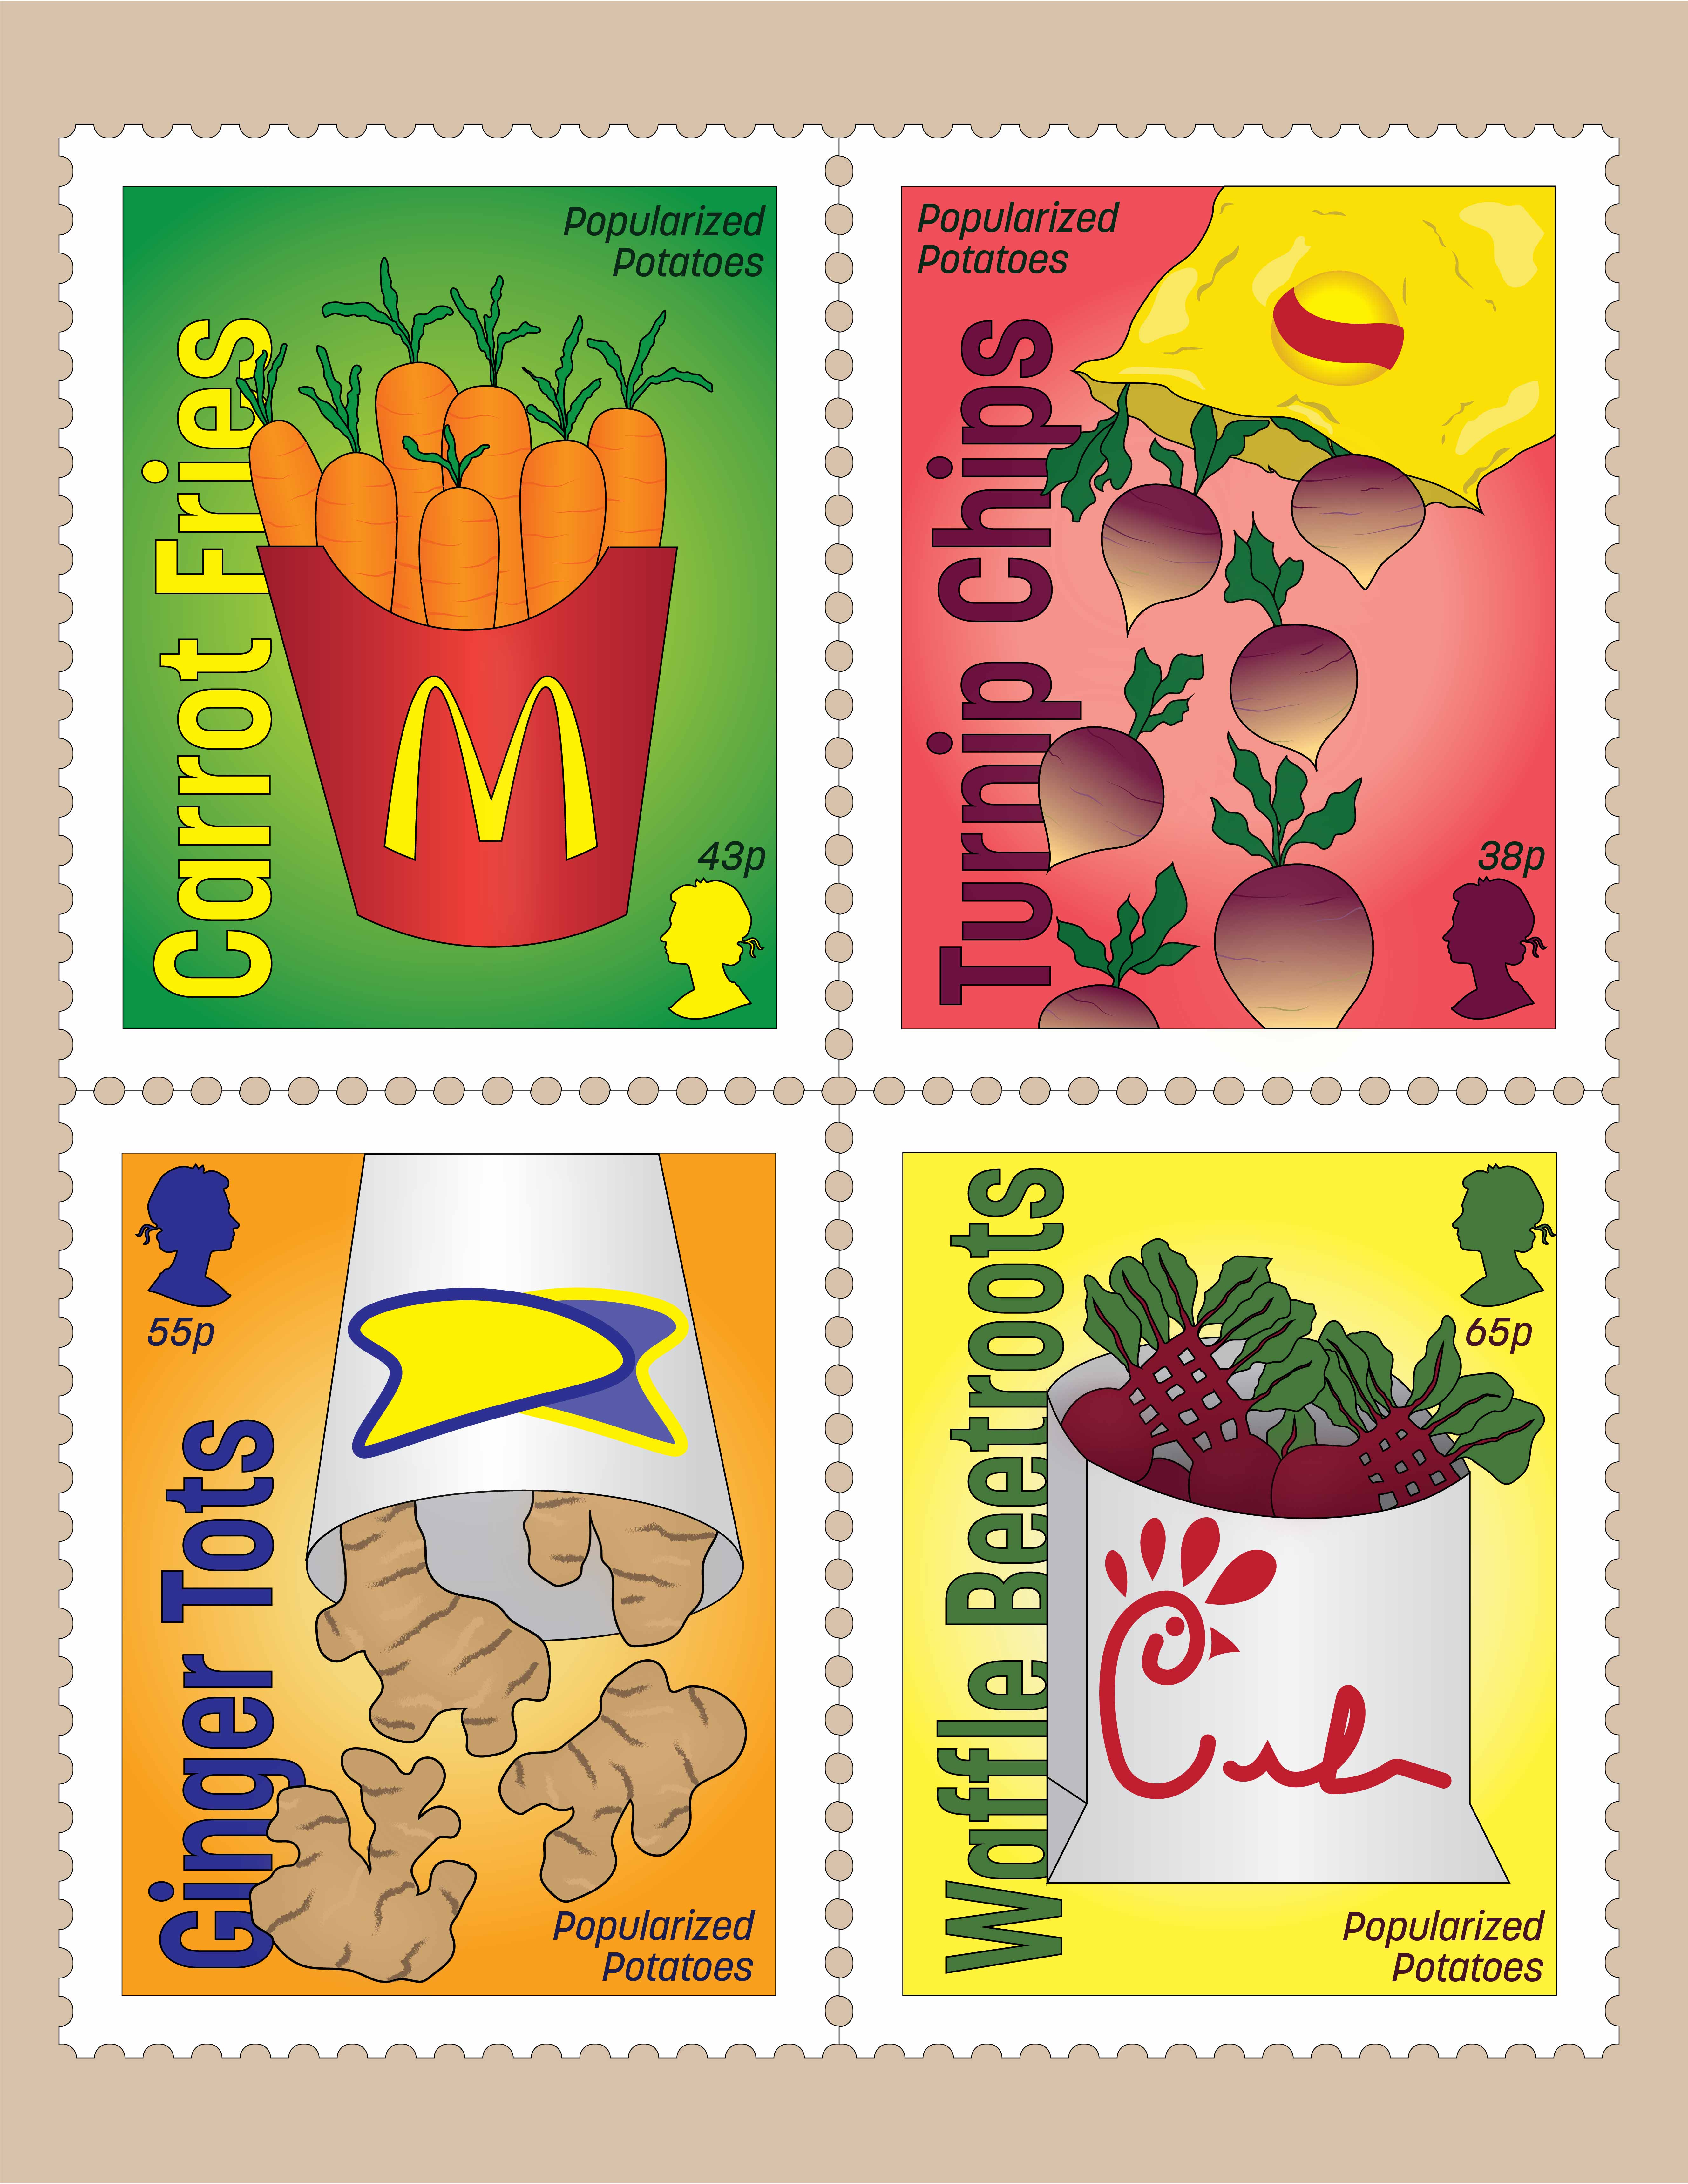 Popularized
Potatoes
Carrot Fries
M
43p
Popularized
Potatoes
Turnip Chips
38p
55p
Ginger Tots
Popularized
Potatoes
Waffle Beetroots
65p
Popularized
Potatoes